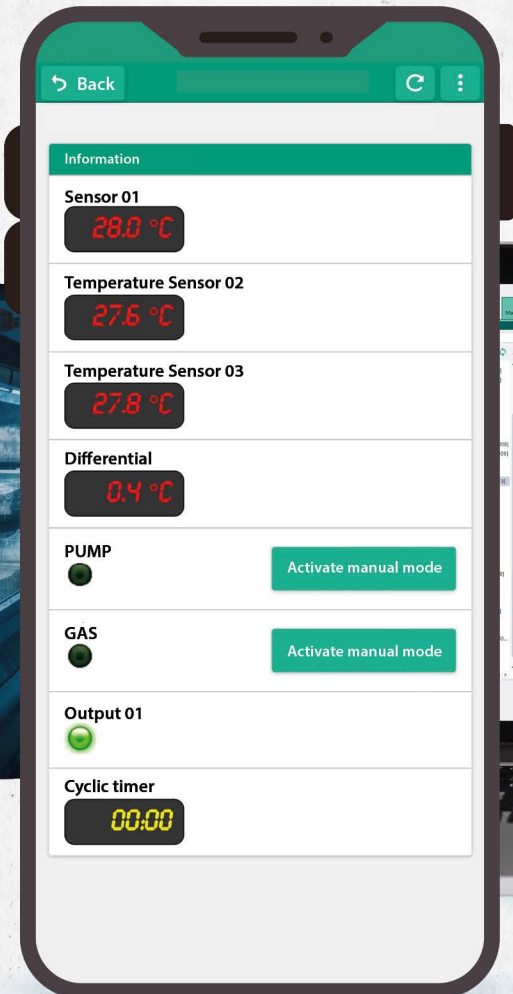 Back
Information
Sensor 01
28.0 °C
Temperature Sensor 02
27.6 °C
Temperature Sensor 03
27.8 °C
Differential
0.4 °C
PUMP
Activate manual mode
GAS
Activate manual mode
Output 01
Cyclic timer
00:00